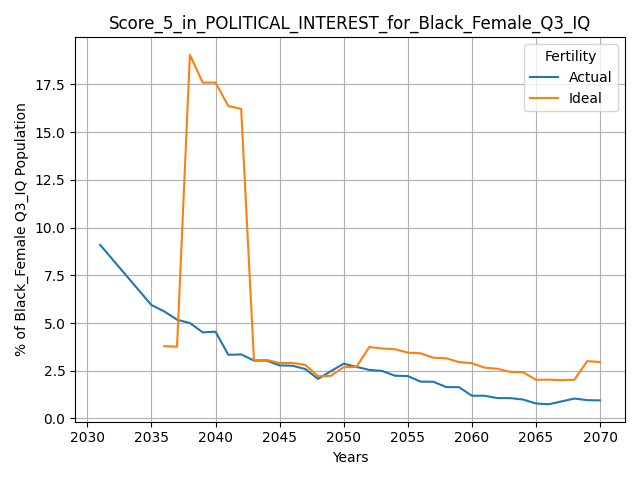 Score_5_in_POLITICAL_INTEREST_for_Black_Female_Q3_IQ
% of Black_Female Q3_IQ Population
17.5
15.0
12.5
10.0
7.5
5.0
2.5
0.0
Fertility
Actual
Ideal
2030 2035 2040 2045 2050 2055 2060 2065 2070
Years